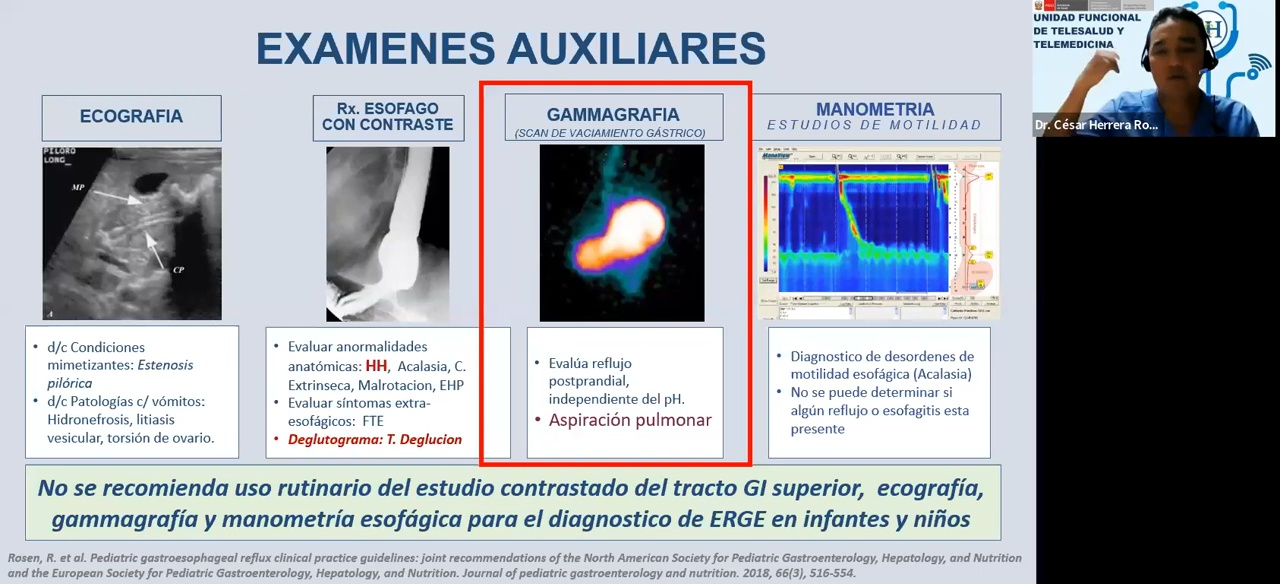 EXAMENES AUXILIARES
ECOGRAFIA
PILORO
LONG_
MP
CP
A
d/c Condiciones
mimetizantes: Estenosis
pilórica
d/c Patologías c/ vómitos:
Hidronefrosis, litiasis
vesicular, torsión de ovario.
Rx. ESOFAGO
CON CONTRASTE
Evaluar anormalidades
anatómicas: HH, Acalasia, C.
Extrinseca, Malrotacion, EHP
Evaluar síntomas extra-
esofágicos: FTE
Deglutograma: T. Deglucion
GAMMAGRAFIA
(SCAN DE VACIAMIENTO GÁSTRICO)
Evalúa reflujo
postprandial,
independiente del pH.
Aspiración pulmonar
MANOMETRIA
ESTUDIOS DE MOTILIDAD
Diagnostico de desordenes de
motilidad esofágica (Acalasia)
No se puede determinar si
algún reflujo o esofagitis esta
presente
No se recomienda uso rutinario del estudio contrastado del tracto GI superior, ecografía,
gammagrafía y manometría esofágica para el diagnostico de ERGE en infantes y niños
Rosen, R. et al. Pediatric gastroesophageal reflux clinical practice guidelines: joint recommendations of the North American Society for Pediatric Gastroenterology, Hepatology, and Nutrition
and the European Society for Pediatric Gastroenterology, Hepatology, and Nutrition. Journal of pediatric gastroenterology and nutrition. 2018, 66(3), 516-554.
UNIDAD FUNCIONAL
DE TELESALUD Y
TELEMEDICINA
H
Dr. César Herrera Ro...